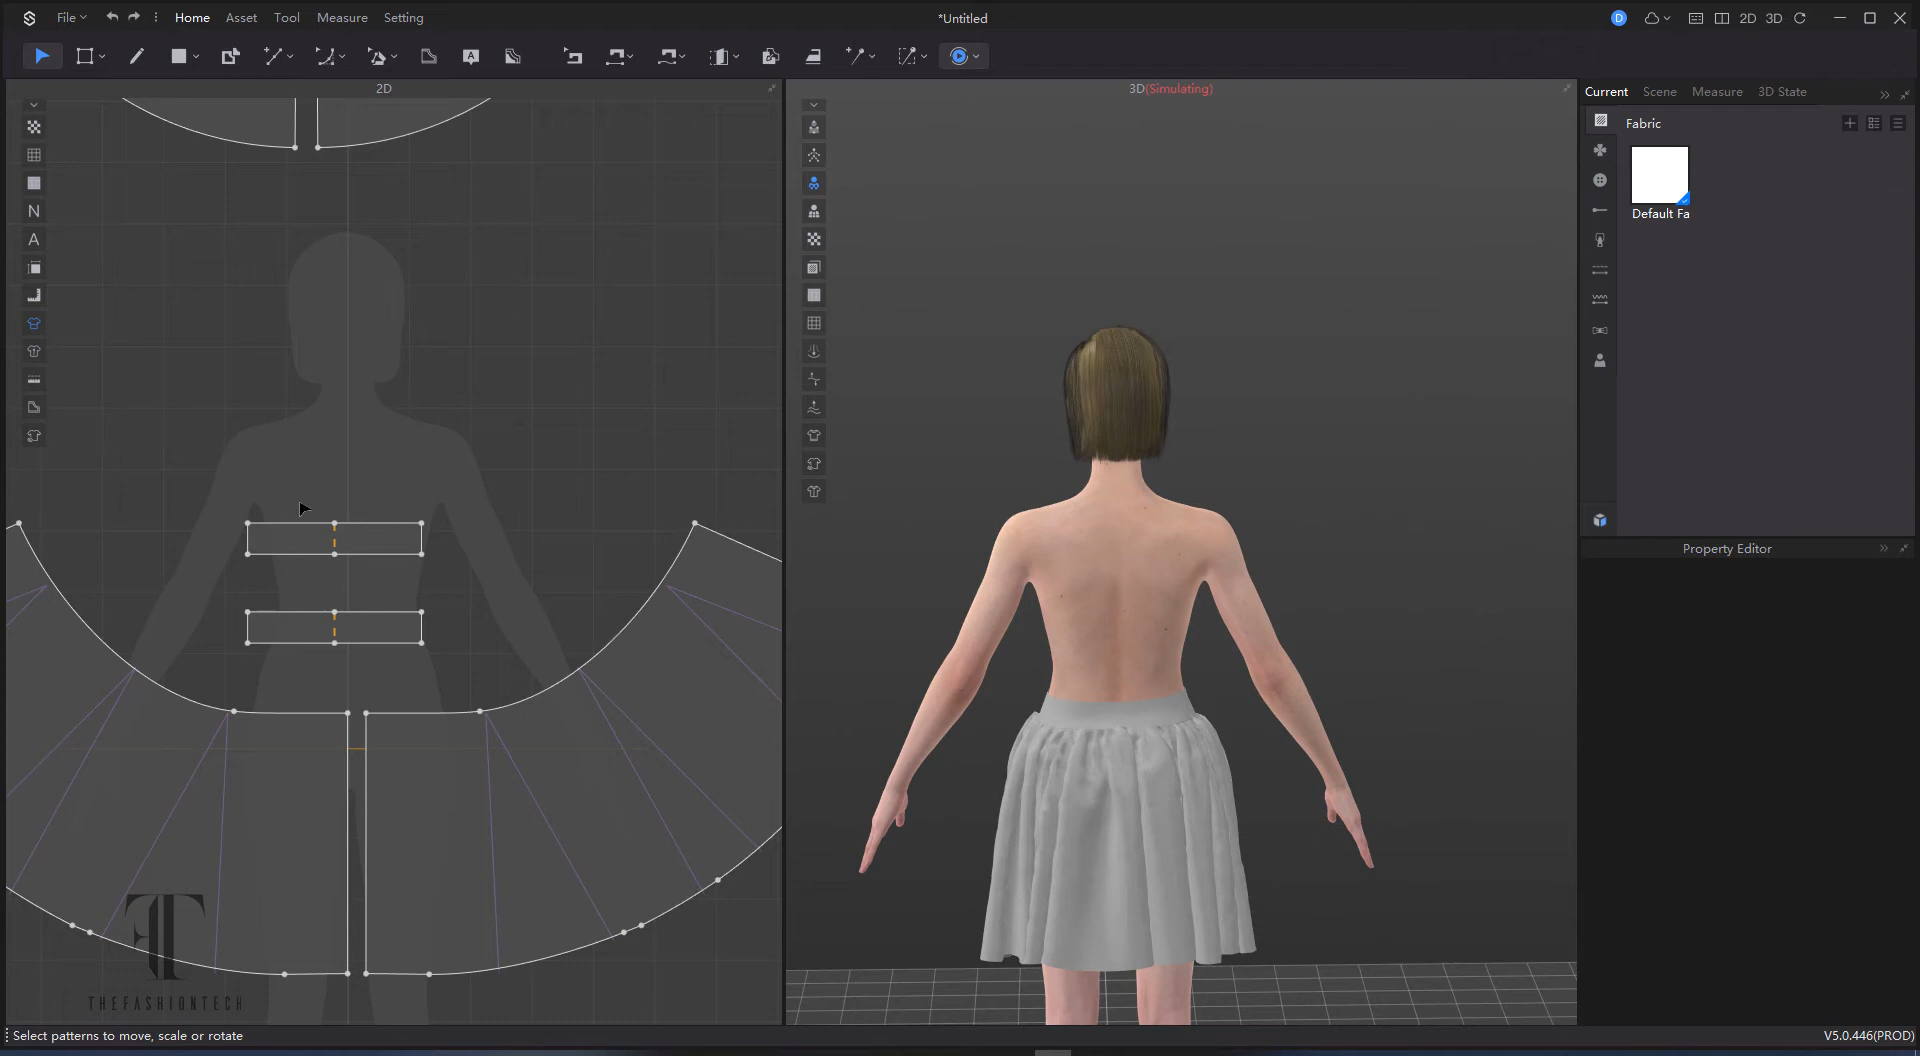 File
Home
Asset
Tool
Measure
Setting
*Untitled
D
2D
3D
2D
3D(Simulating)
Current
Scene
Measure
3D State
Fabric
Default Fa
Property Editor
N
A
THEFASHIONTECH
Select patterns to move, scale or rotate
V5.0.446(PROD)